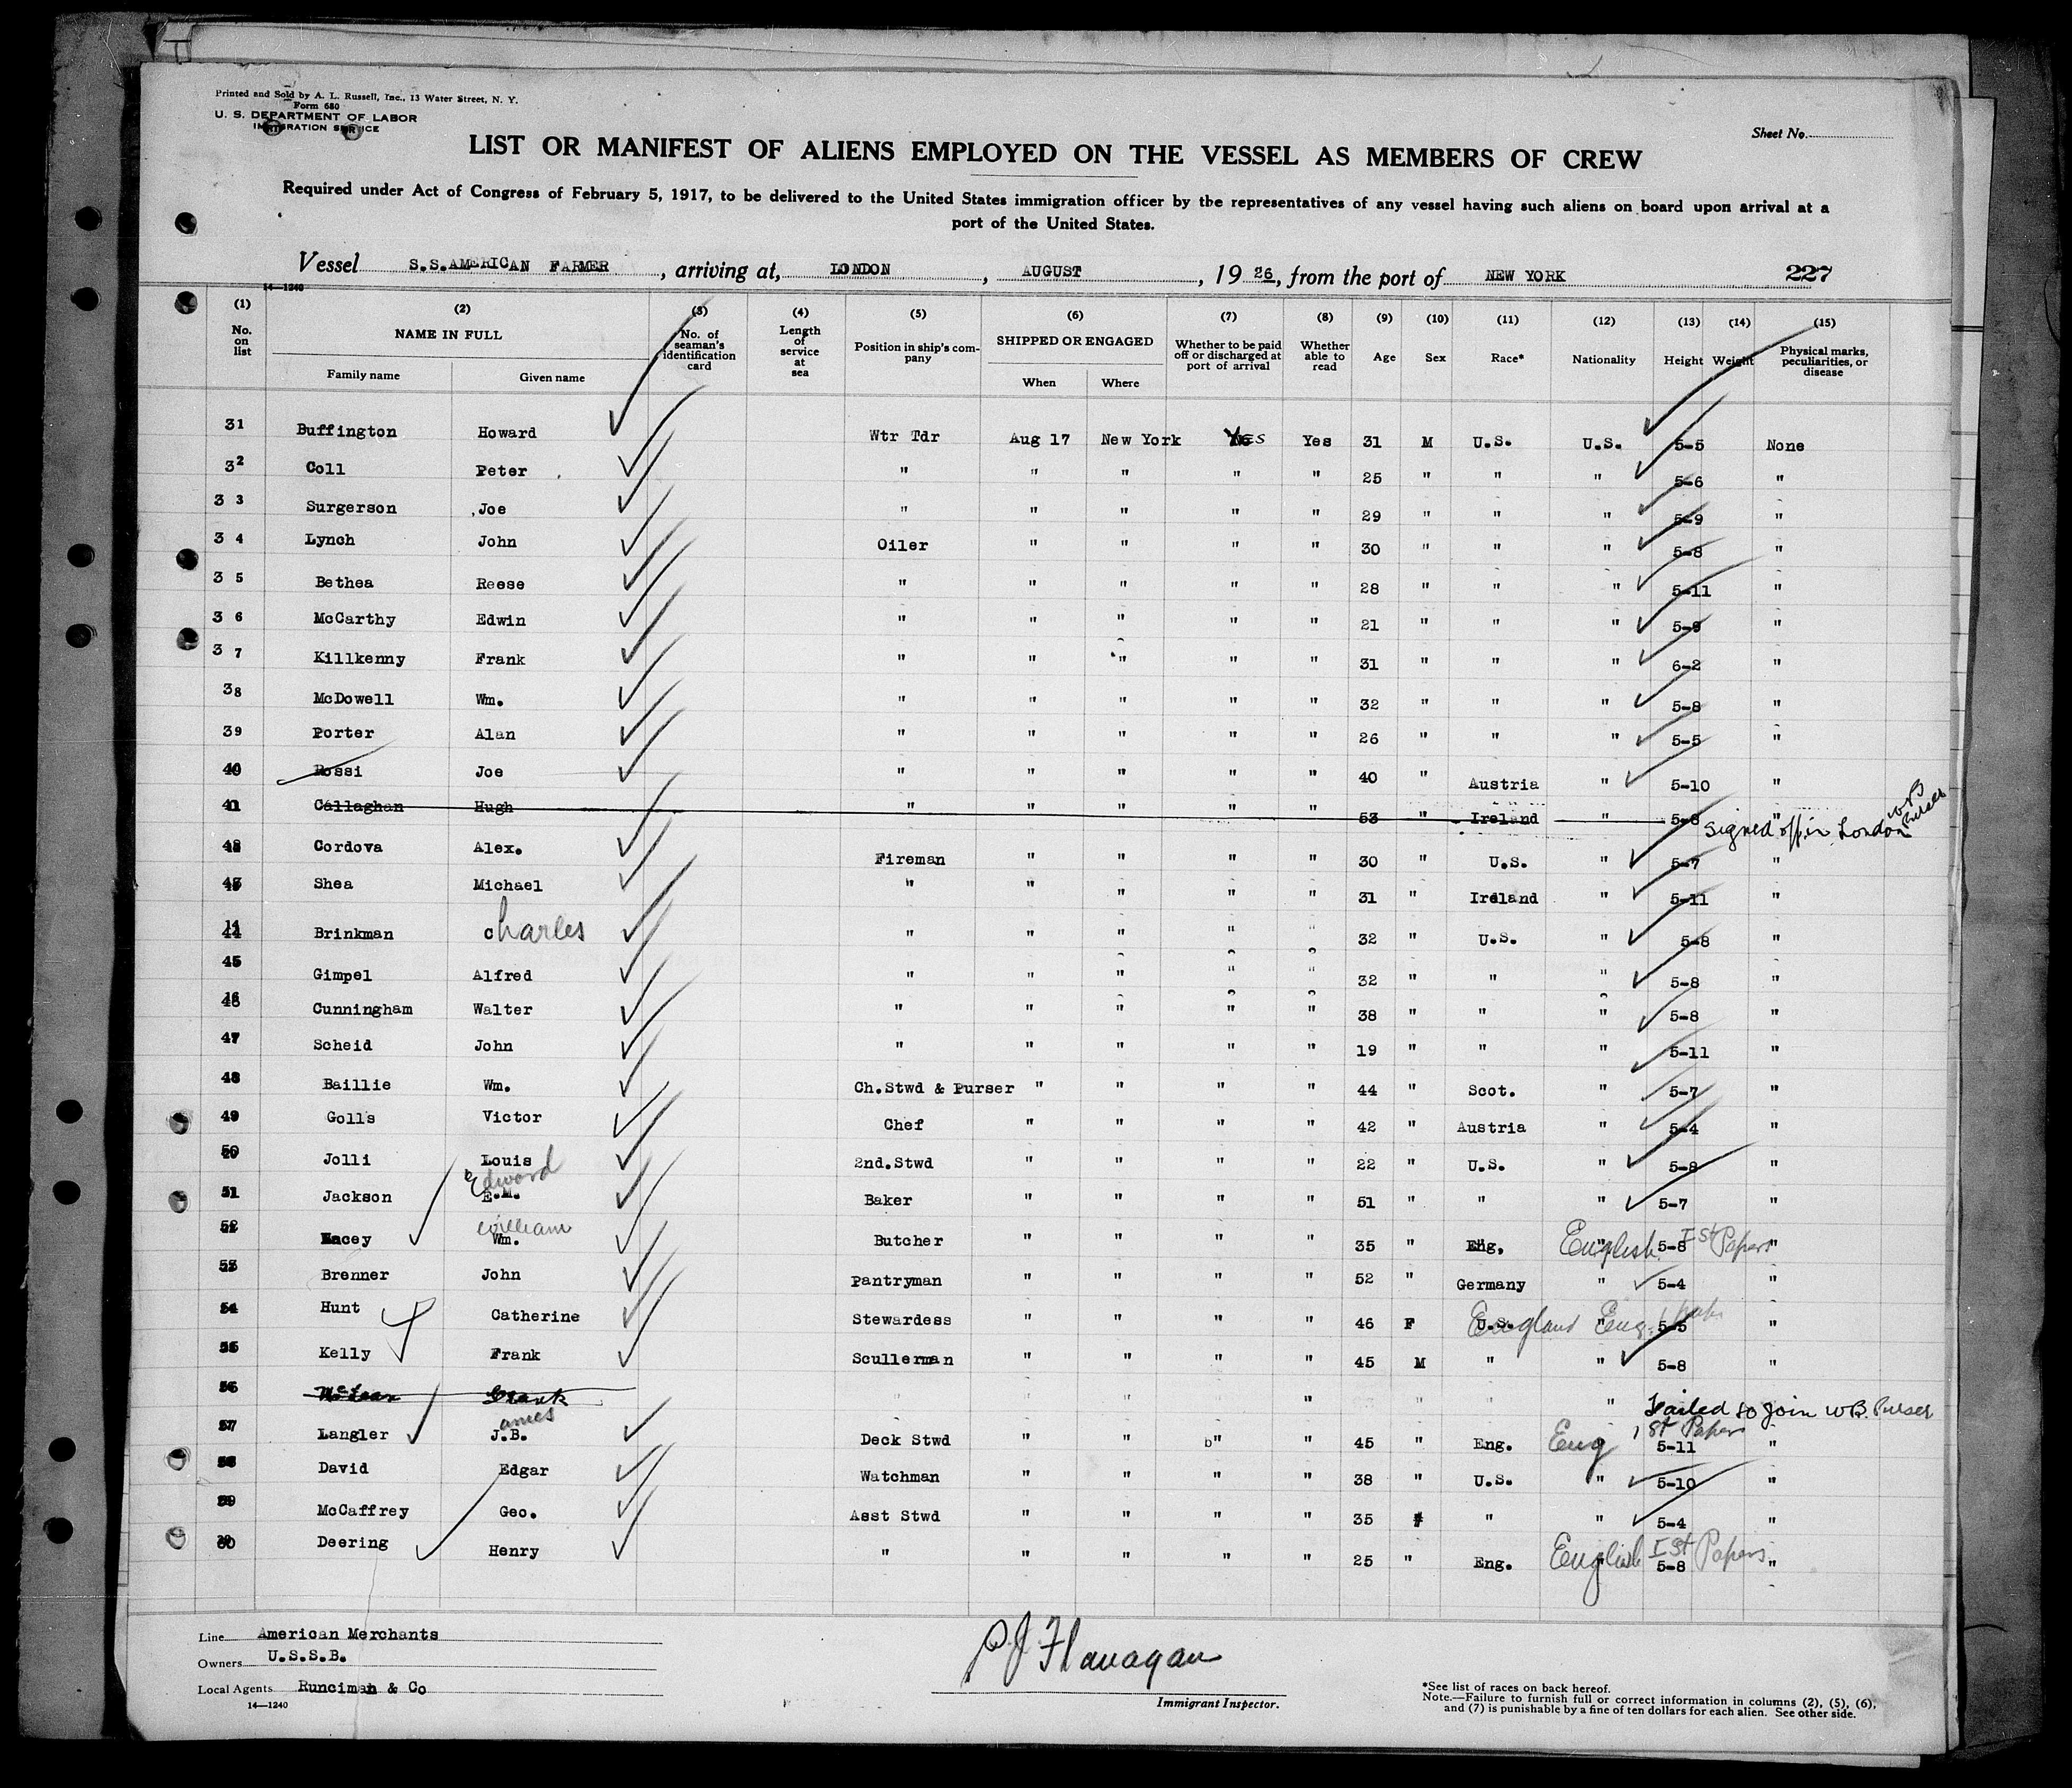 Printed and Sold by A. L. Russell, Inc., 13 Water Street, N. Y.
Form 680
U. S. DEPARTMENT OF LABOR
IMMIGRATION SERVICE
Sheet No.
LIST OR MANIFEST OF ALIENS EMPLOYED ON THE VESSEL AS MEMBERS OF CREW
Required under Act of Congress of February 5, 1917, to be delivered to the United States immigration officer by the representatives of any vessel having such aliens on board upon arrival at a
port of the United States.
Vessel S.S.AMERICAN FARMER, arriving at, LONDON, AUGUST, 19 26, from the port of NEW YORK 227
14—1240
(1) No. on list (2) NAME IN FULL Family name Given name (3) No. of seaman's identification card (4) Length of service at sea (5) Position in ship's company (6) SHIPPED OR ENGAGED When Where (7) Whether to be paid off or discharged at port of arrival (8) Whether able to read (9) Age (10) Sex (11) Race* (12) Nationality (13) Height (14) Weight (15) Physical marks, peculiarities, or disease
31 Buffington Howard Wtr Tdr Aug 17 New York Yes Yes 31 M U.S. U.S. 5-5 None
32 Coll Peter " " " " " 25 " " " 5-6 "
33 Surgerson Joe " " " " " 29 " " " 5-9 "
34 Lynch John Oiler " " " " 30 " " " 5-8 "
35 Bethea Reese " " " " " 28 " " " 5-11 "
36 McCarthy Edwin " " " " " 21 " " " 5-9 "
37 Killkenny Frank " " " " " 31 " " " 6-2 "
38 McDowell Wm. " " " " " 32 " " " 5-8 "
39 Porter Alan " " " " " 26 " " " 5-5 "
40 Rossi Joe " " " " " 40 " Austria " 5-10 "
41 Callaghan Hugh " " " " " 53 " Ireland " 5-8 " signed off in London WB Purser
42 Cordova Alex. Fireman " " " " 30 " U.S. " 5-7 "
43 Shea Michael " " " " " 31 " Ireland " 5-11 "
44 Brinkman Charles " " " " " 32 " U.S. " 5-8 "
45 Gimpel Alfred " " " " " 32 " " " 5-8 "
46 Cunningham Walter " " " " " 38 " " " 5-8 "
47 Scheid John " " " " " 19 " " " 5-11 "
48 Baillie Wm. Ch.Stwd & Purser " " " " 44 " Scot. " 5-7 "
49 Golls Victor Chef " " " " 42 " Austria " 5-4 "
50 Jolli Louis 2nd.Stwd " " " " 22 " U.S. " 5-8 "
51 Jackson E.M. Edword Baker " " " " 51 " " " 5-7 "
52 Macey Wm. william Butcher " " " " 35 " Eng. " English 5-8 Ist Papers "
53 Brenner John Pantryman " " " " 52 " Germany " 5-4 "
54 Hunt Catherine Stewardess " " " " 46 F U.S. England " Eng. 5-5 "
55 Kelly Frank Scullerman " " " " 45 M " " 5-8 "
56 McLean Frank " " " " " " " " Failed to Join WB. Purser
57 Langler J.B. ames Deck Stwd " " " " 45 " Eng. Eng 1st Paper 5-11 "
58 David Edgar Watchman " " " " 38 " U.S. " 5-10 "
59 McCaffrey Geo. Asst Stwd " " " " 35 " " 5-4 "
60 Deering Henry " " " " " 25 " Eng. " English 5-8 Ist Papers "
Line American Merchants
Owners U.S.S.B.
Local Agents Runciman & Co
14—1240
P J Flanagan
Immigrant Inspector.
*See list of races on back hereof.
Note.—Failure to furnish full or correct information in columns (2), (5), (6),
and (7) is punishable by a fine of ten dollars for each alien. See other side.